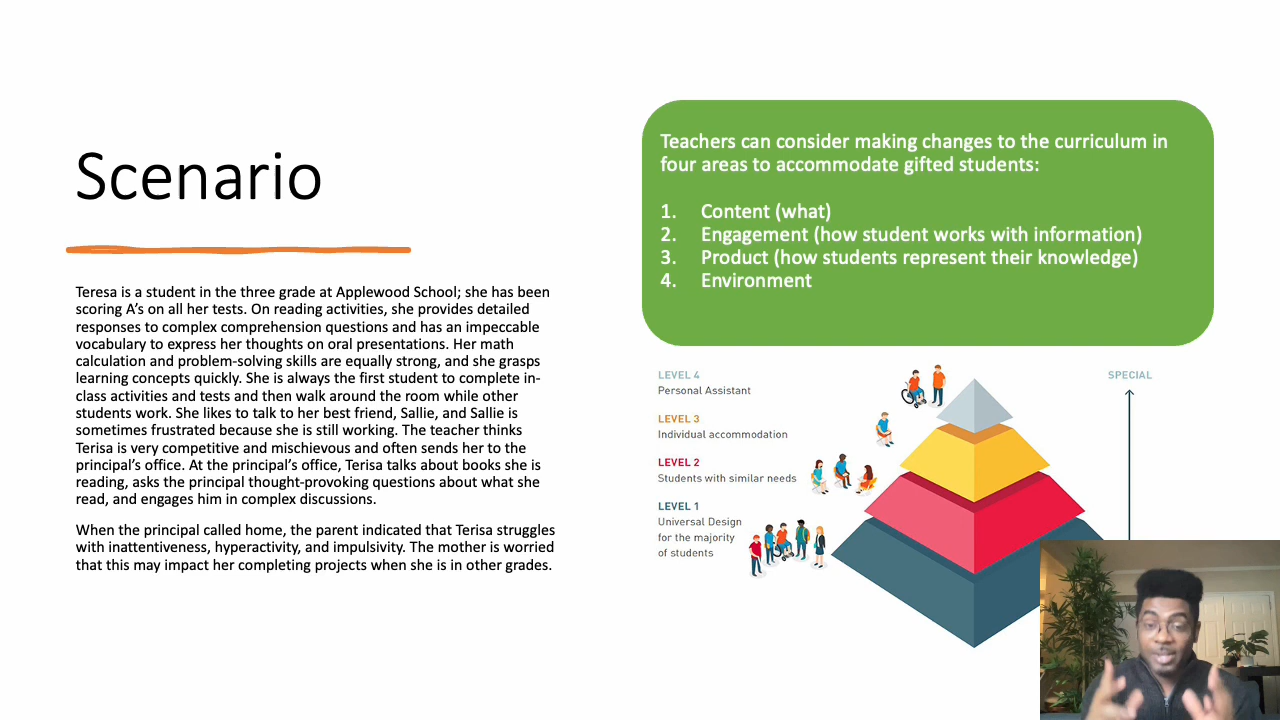 Scenario
Teresa is a student in the three grade at Applewood School; she has been
scoring A’s on all her tests. On reading activities, she provides detailed
responses to complex comprehension questions and has an impeccable
vocabulary to express her thoughts on oral presentations. Her math
calculation and problem-solving skills are equally strong, and she grasps
learning concepts quickly. She is always the first student to complete in-
class activities and tests and then walk around the room while other
students work. She likes to talk to her best friend, Sallie, and Sallie is
sometimes frustrated because she is still working. The teacher thinks
Terisa is very competitive and mischievous and often sends her to the
principal’s office. At the principal’s office, Terisa talks about books she is
reading, asks the principal thought-provoking questions about what she
read, and engages him in complex discussions.
When the principal called home, the parent indicated that Terisa struggles
with inattentiveness, hyperactivity, and impulsivity. The mother is worried
that this may impact her completing projects when she is in other grades.
Teachers can consider making changes to the curriculum in
four areas to accommodate gifted students:
1. Content (what)
2. Engagement (how student works with information)
3. Product (how students represent their knowledge)
4. Environment
LEVEL 4
Personal Assistant
LEVEL 3
Individual accommodation
LEVEL 2
Students with similar needs
LEVEL 1
Universal Design
for the majority
of students
SPECIAL